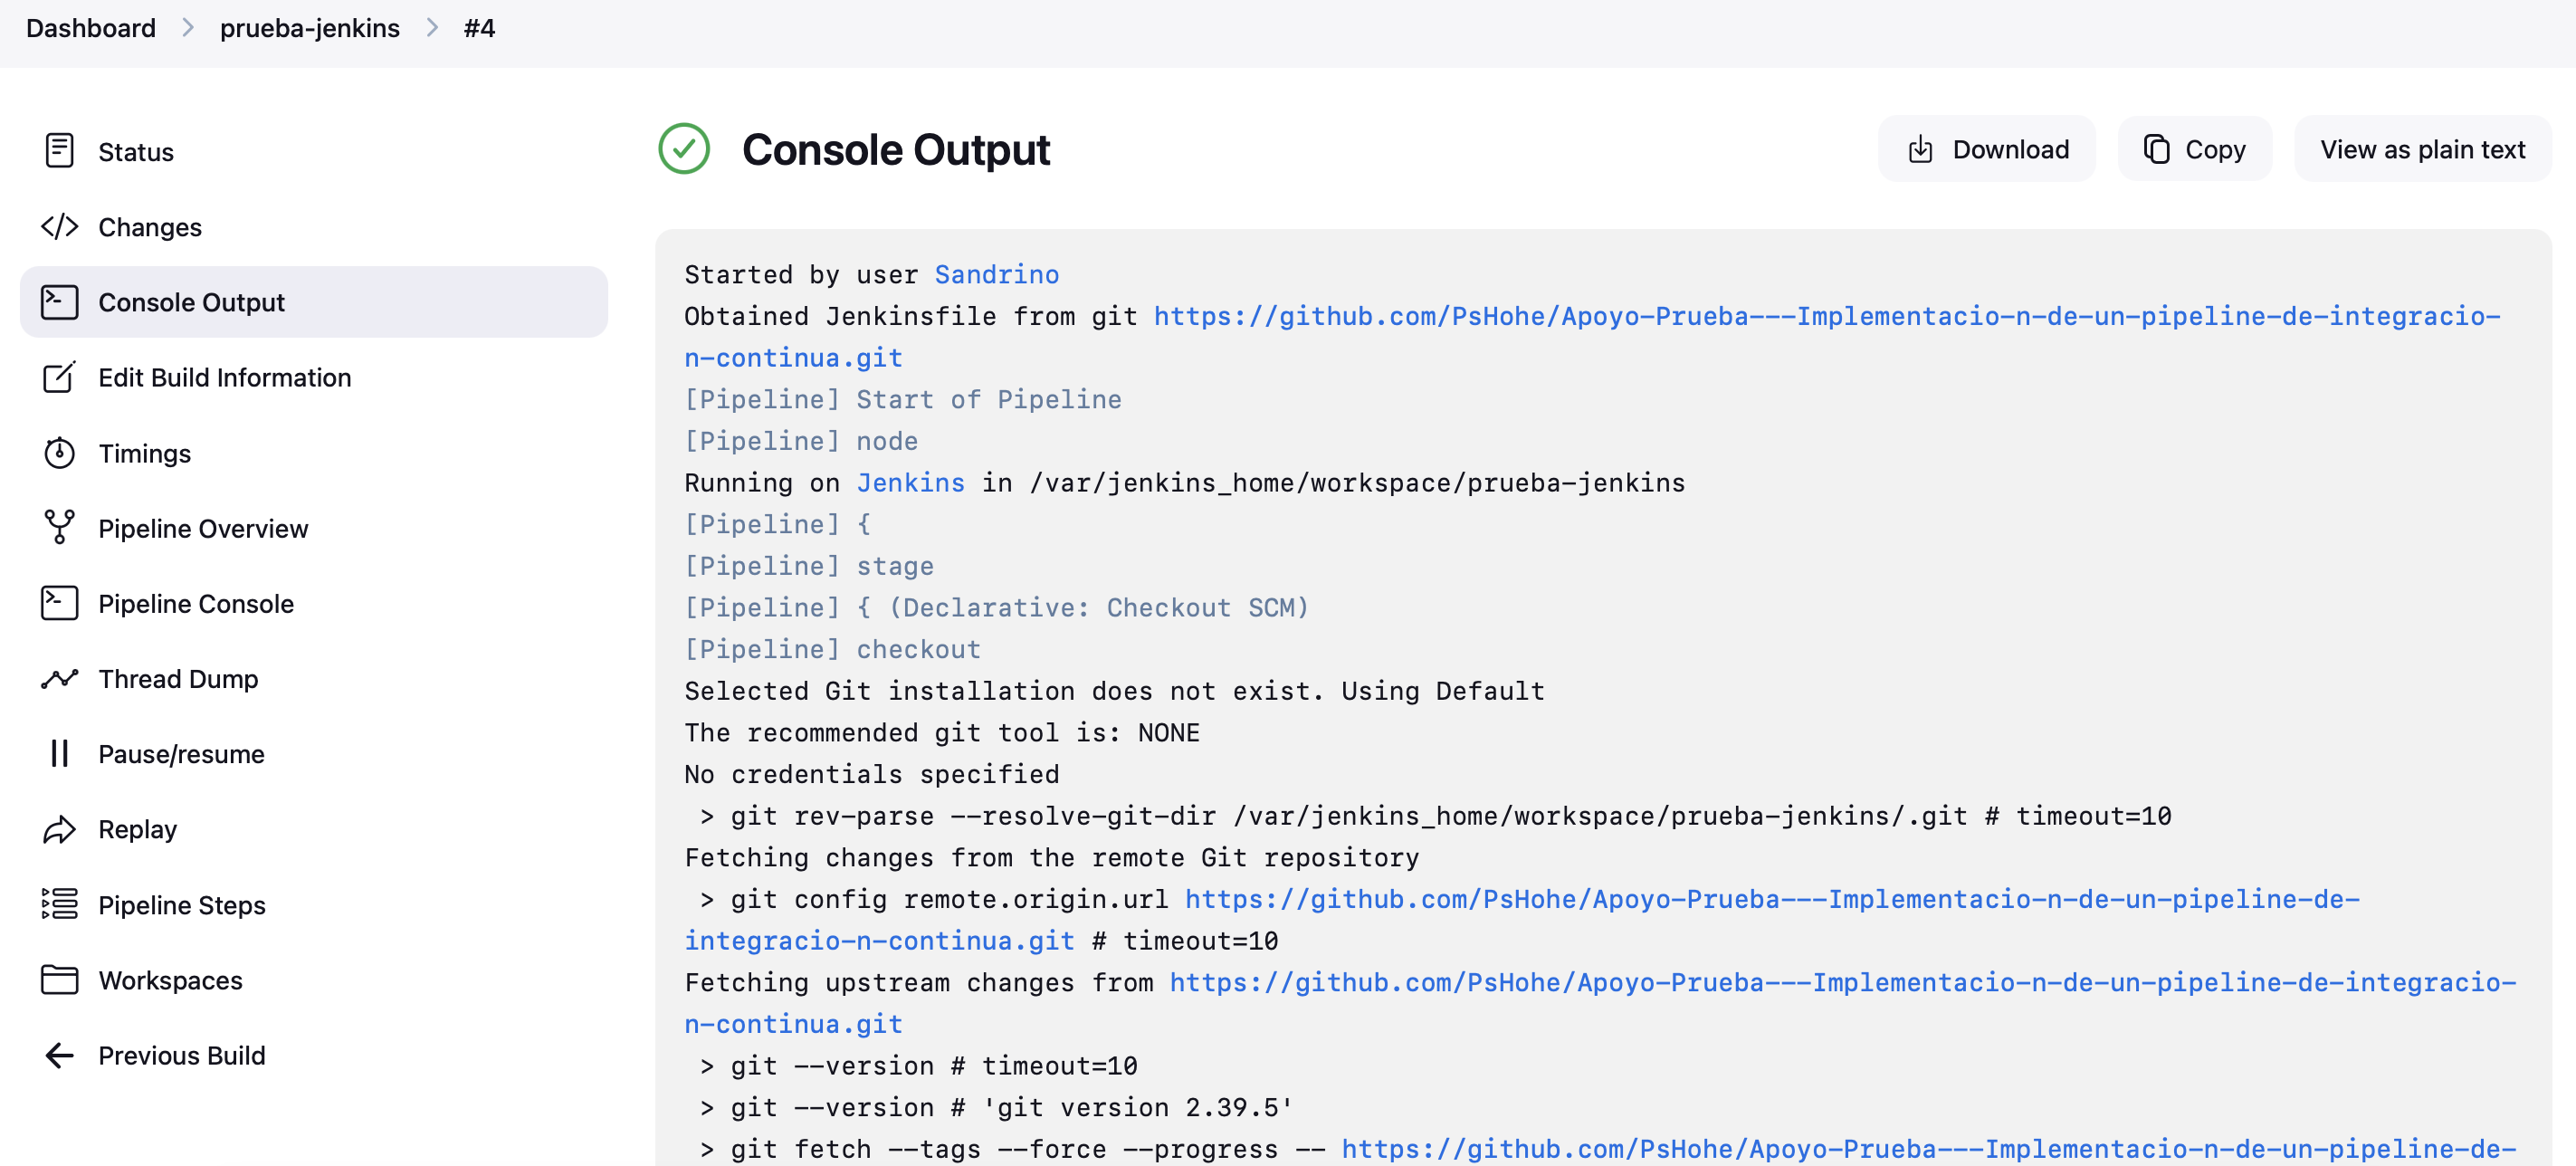 Dashboard > prueba-jenkins > #4
Status
Changes
Console Output
Edit Build Information
Timings
Pipeline Overview
Pipeline Console
Thread Dump
Pause/resume
Replay
Pipeline Steps
Workspaces
Previous Build
Console Output
Download
Copy
View as plain text
Started by user Sandrino
Obtained Jenkinsfile from git https://github.com/PsHohe/Apoyo-Prueba---Implementacio-n-de-un-pipeline-de-integracio-
n-continua.git
[Pipeline] Start of Pipeline
[Pipeline] node
Running on Jenkins in /var/jenkins_home/workspace/prueba-jenkins
[Pipeline] {
[Pipeline] stage
[Pipeline] { (Declarative: Checkout SCM)
[Pipeline] checkout
Selected Git installation does not exist. Using Default
The recommended git tool is: NONE
No credentials specified
 > git rev-parse --resolve-git-dir /var/jenkins_home/workspace/prueba-jenkins/.git # timeout=10
Fetching changes from the remote Git repository
 > git config remote.origin.url https://github.com/PsHohe/Apoyo-Prueba---Implementacio-n-de-un-pipeline-de-
integracio-n-continua.git # timeout=10
Fetching upstream changes from https://github.com/PsHohe/Apoyo-Prueba---Implementacio-n-de-un-pipeline-de-integracio-
n-continua.git
 > git --version # timeout=10
 > git --version # 'git version 2.39.5'
 > git fetch --tags --force --progress -- https://github.com/PsHohe/Apoyo-Prueba---Implementacio-n-de-un-pipeline-de-